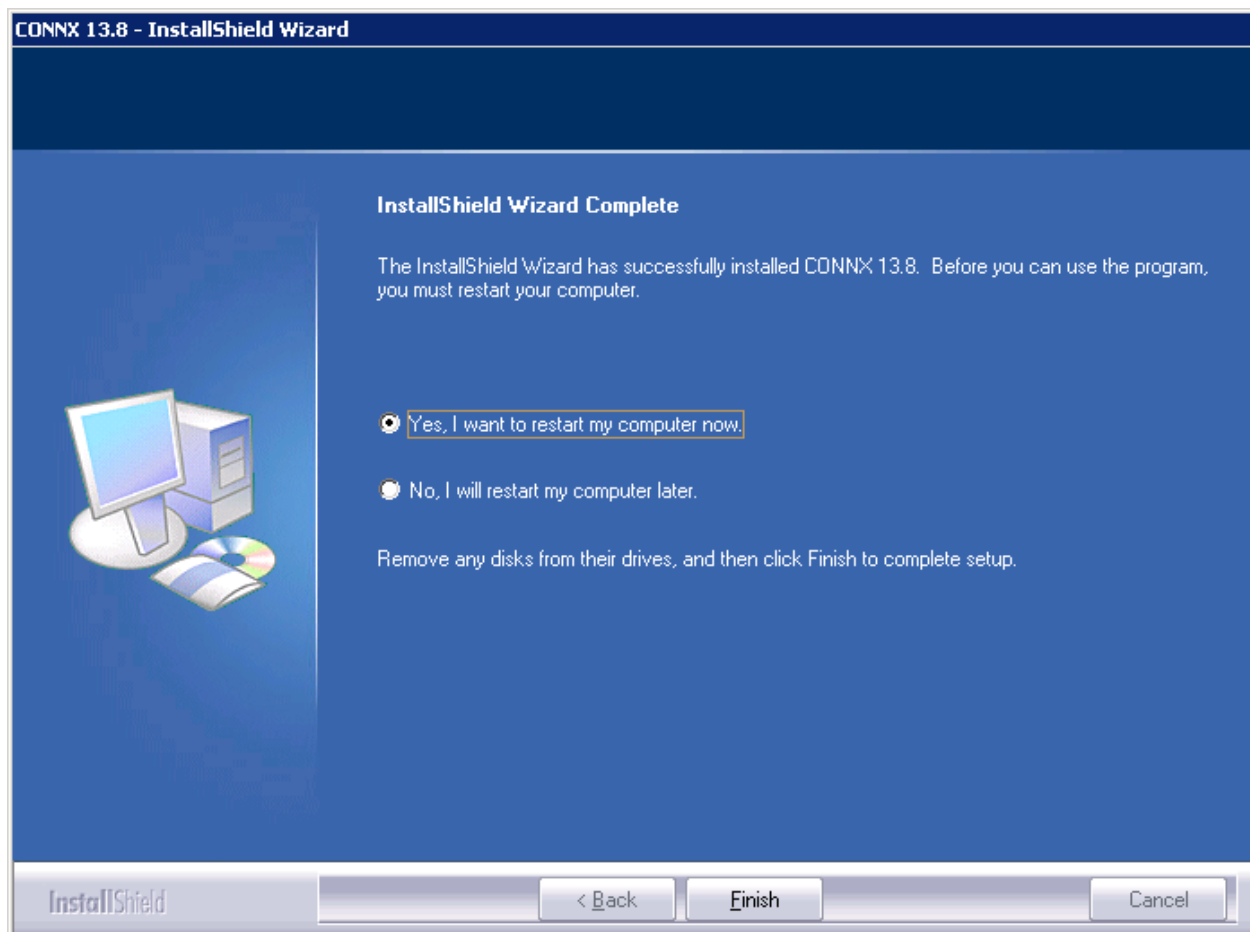 CONNX 13.8 - InstallShield Wizard
InstallShield Wizard Complete
The InstallShield Wizard has successfully installed CONNX 13.8.  Before you can use the program,
you must restart your computer.
Yes, I want to restart my computer now.
No, I will restart my computer later.
Remove any disks from their drives, and then click Finish to complete setup.
InstallShield
< Back
Finish
Cancel